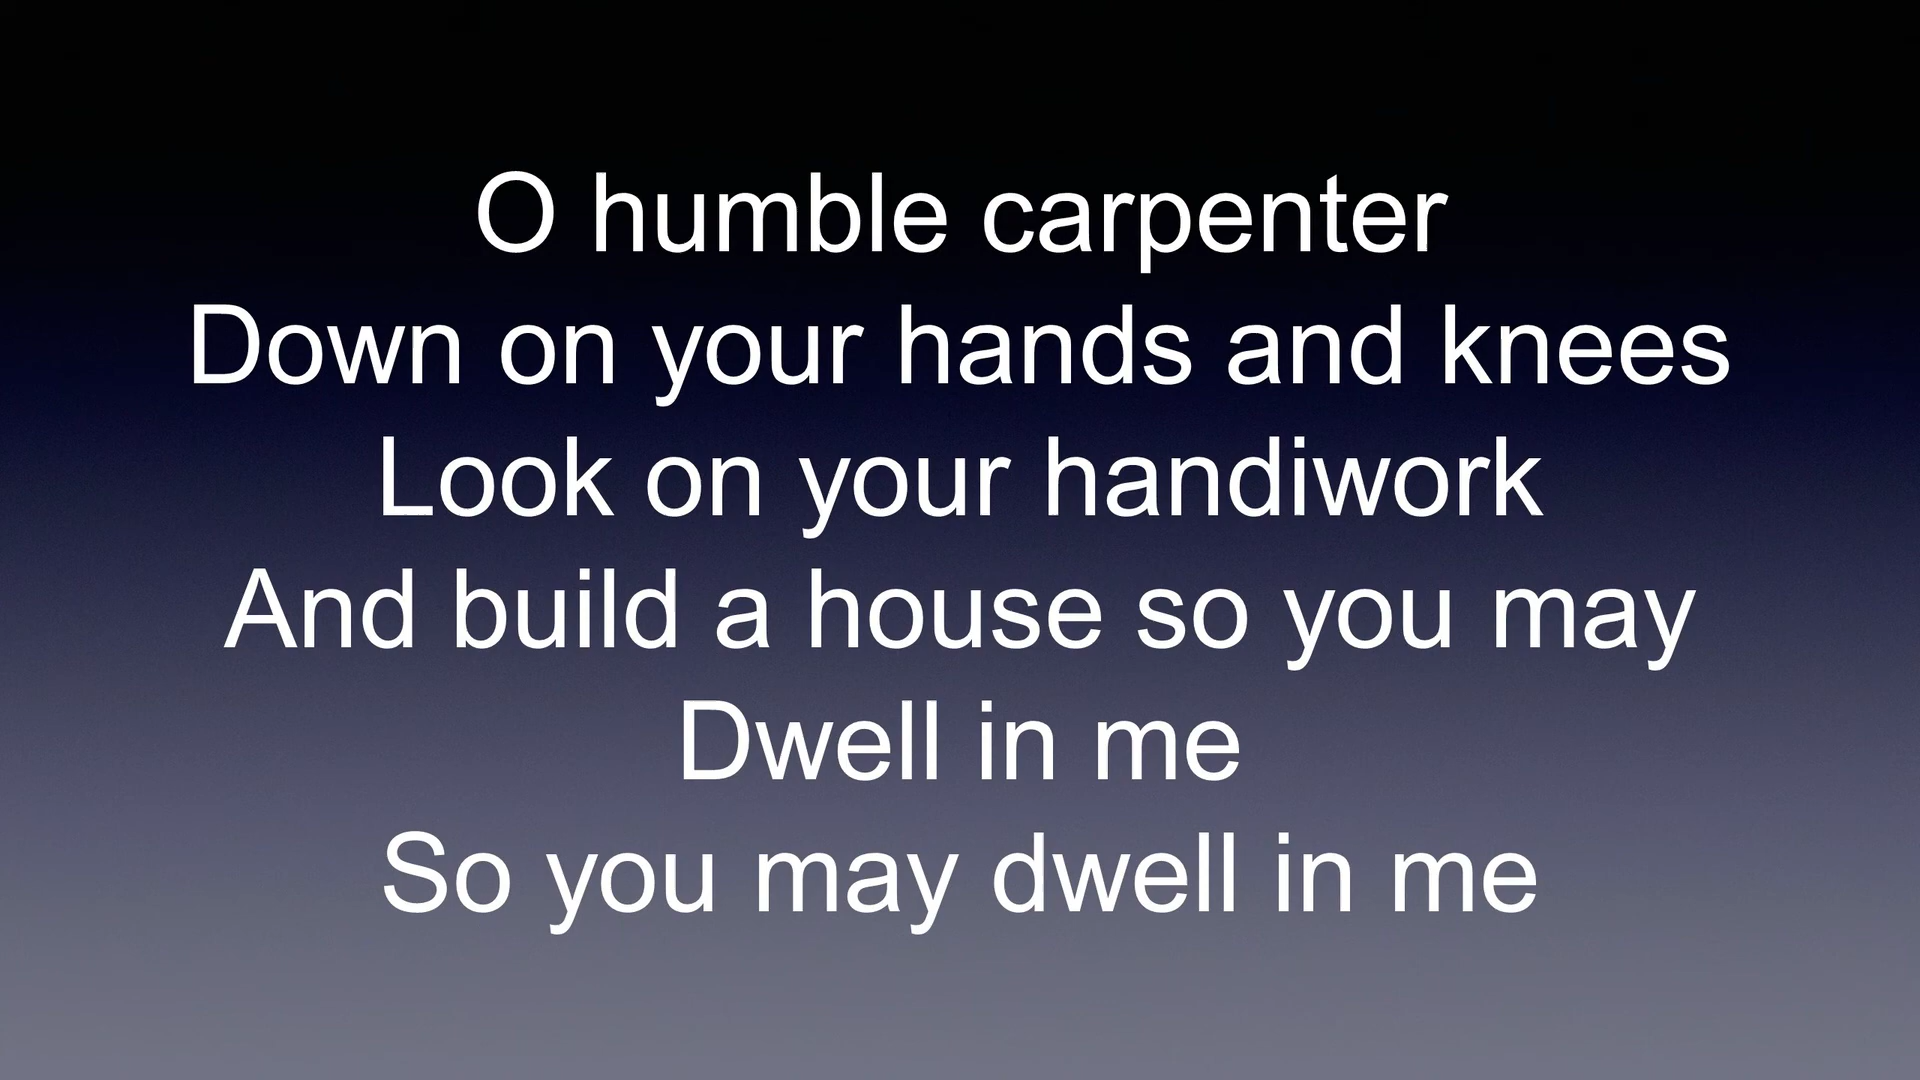 O humble carpenter
Down on your hands and knees
Look on your handiwork
And build a house so you may
Dwell in me
So you may dwell in me